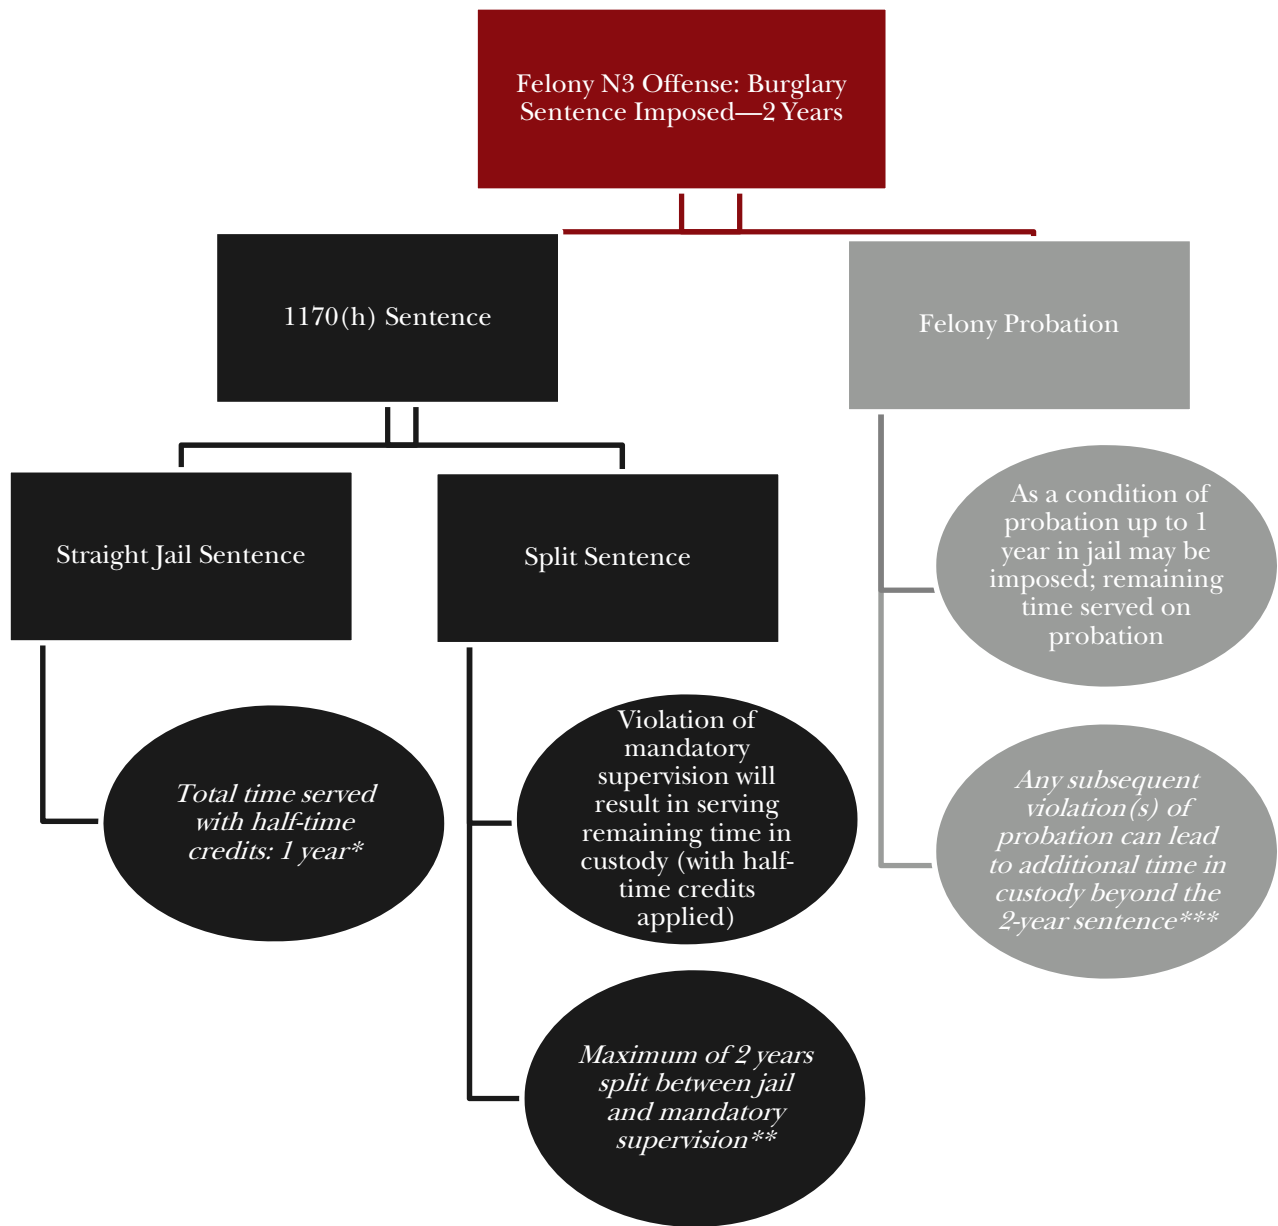 Felony N3 Offense: Burglary
Sentence Imposed—2 Years
1170(h) Sentence
Felony Probation
Straight Jail Sentence
Split Sentence
As a condition of
probation up to 1
year in jail may be
imposed; remaining
time served on
probation
Total time served
with half-time
credits: 1 year*
Violation of
mandatory
supervision will
result in serving
remaining time in
custody (with half-
time credits
applied)
Any subsequent
violation(s) of
probation can lead
to additional time in
custody beyond the
2-year sentence***
Maximum of 2 years
split between jail
and mandatory
supervision**